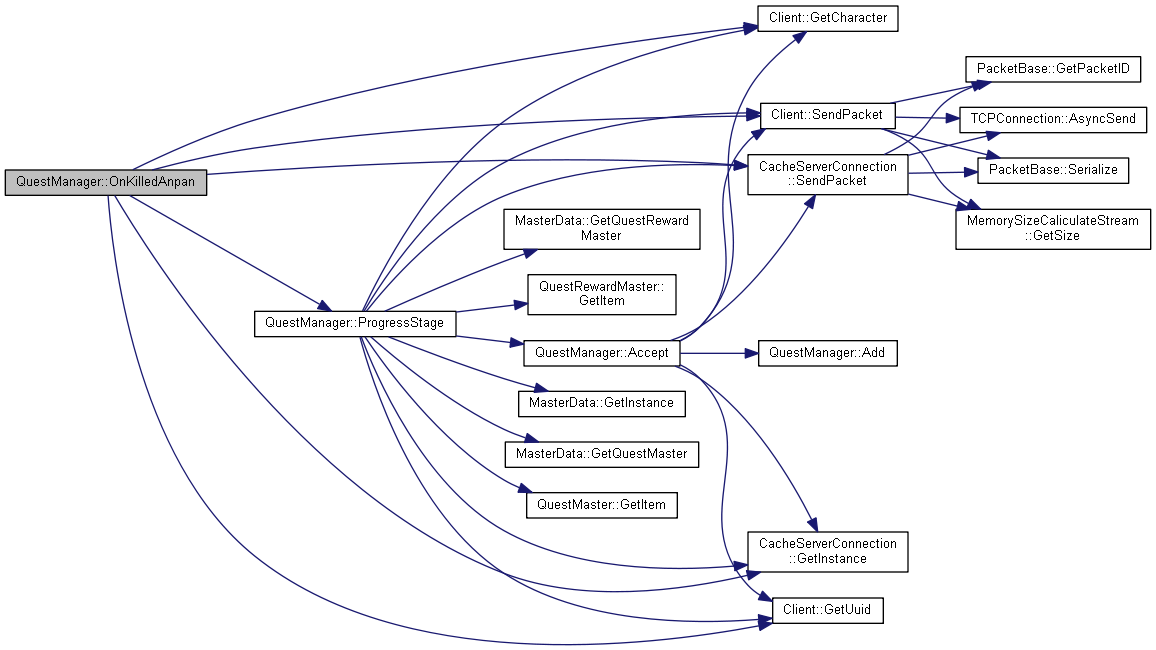 Client::GetCharacter
PacketBase::GetPacketID
Client::SendPacket
TCPConnection::AsyncSend
CacheServerConnection
::SendPacket
PacketBase::Serialize
QuestManager::OnKilledAnpan
MasterData::GetQuestReward
Master
MemorySizeCaliculateStream
::GetSize
QuestRewardMaster::
GetItem
QuestManager::ProgressStage
QuestManager::Accept
QuestManager::Add
MasterData::GetInstance
MasterData::GetQuestMaster
QuestMaster::GetItem
CacheServerConnection
::GetInstance
Client::GetUuid